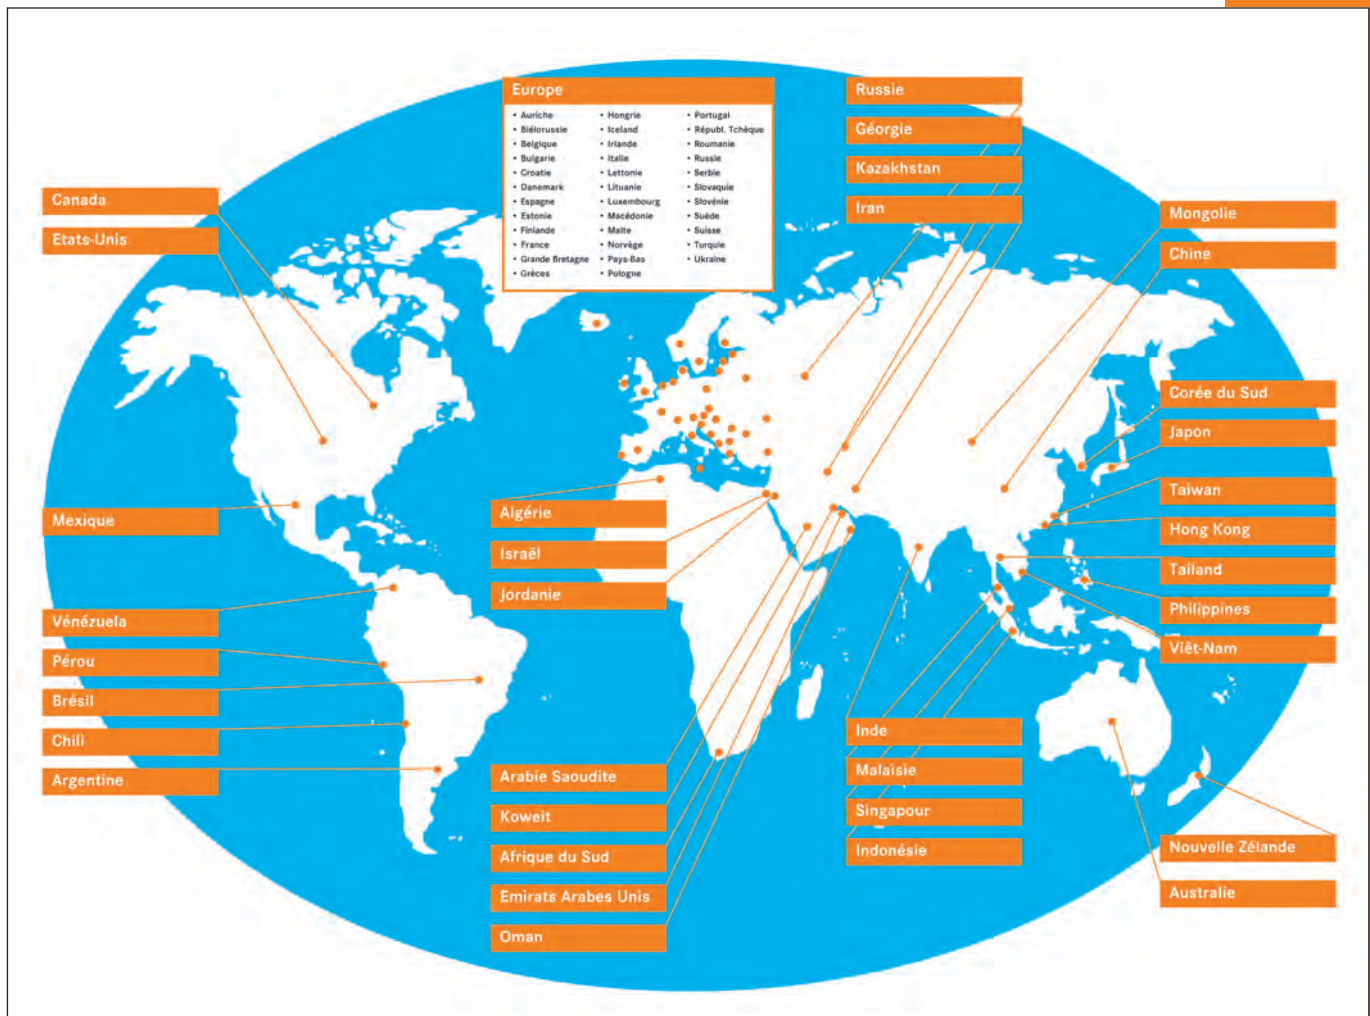 Europe
• Auriche
• Biélorussie
• Belgique
• Bulgarie
• Croatie
• Danemark
• Espagne
• Estonie
• Finlande
• France
• Grande Bretagne
• Grèces
• Hongrie
• Iceland
• Irlande
• Italie
• Lettonie
• Lituanie
• Luxembourg
• Macédonie
• Malte
• Norvège
• Pays-Bas
• Pologne
• Portugal
• Républ. Tchèque
• Roumanie
• Russie
• Serbie
• Slovaquie
• Slovénie
• Suède
• Suisse
• Turquie
• Ukraine
Russie
Géorgie
Kazakhstan
Iran
Canada
Etats-Unis
Mongolie
Chine
Corée du Sud
Japon
Taiwan
Hong Kong
Taïland
Philippines
Viêt-Nam
Mexique
Algérie
Israël
Jordanie
Vénézuela
Pérou
Brésil
Chili
Argentine
Arabie Saoudite
Koweit
Afrique du Sud
Emirats Arabes Unis
Oman
Inde
Malaisie
Singapour
Indonésie
Nouvelle Zélande
Australie